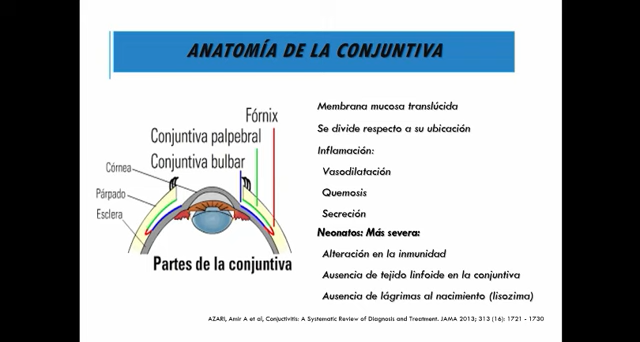 ANATOMÍA DE LA CONJUNTIVA
Fórnix
Conjuntiva palpebral
Conjuntiva bulbar
Córnea
Párpado
Esclera
Partes de la conjuntiva
Membrana mucosa translúcida
Se divide respecto a su ubicación
Inflamación:
Vasodilatación
Quemosis
Secreción
Neonatos: Más severa:
Alteración en la inmunidad
Ausencia de tejido linfoide en la conjuntiva
Ausencia de lágrimas al nacimiento (lisozima)
AZARI, Amir A et al, Conjuctivitis: A Systematic Review of Diagnosis and Treatment. JAMA 2013; 313 (16): 1721 - 1730